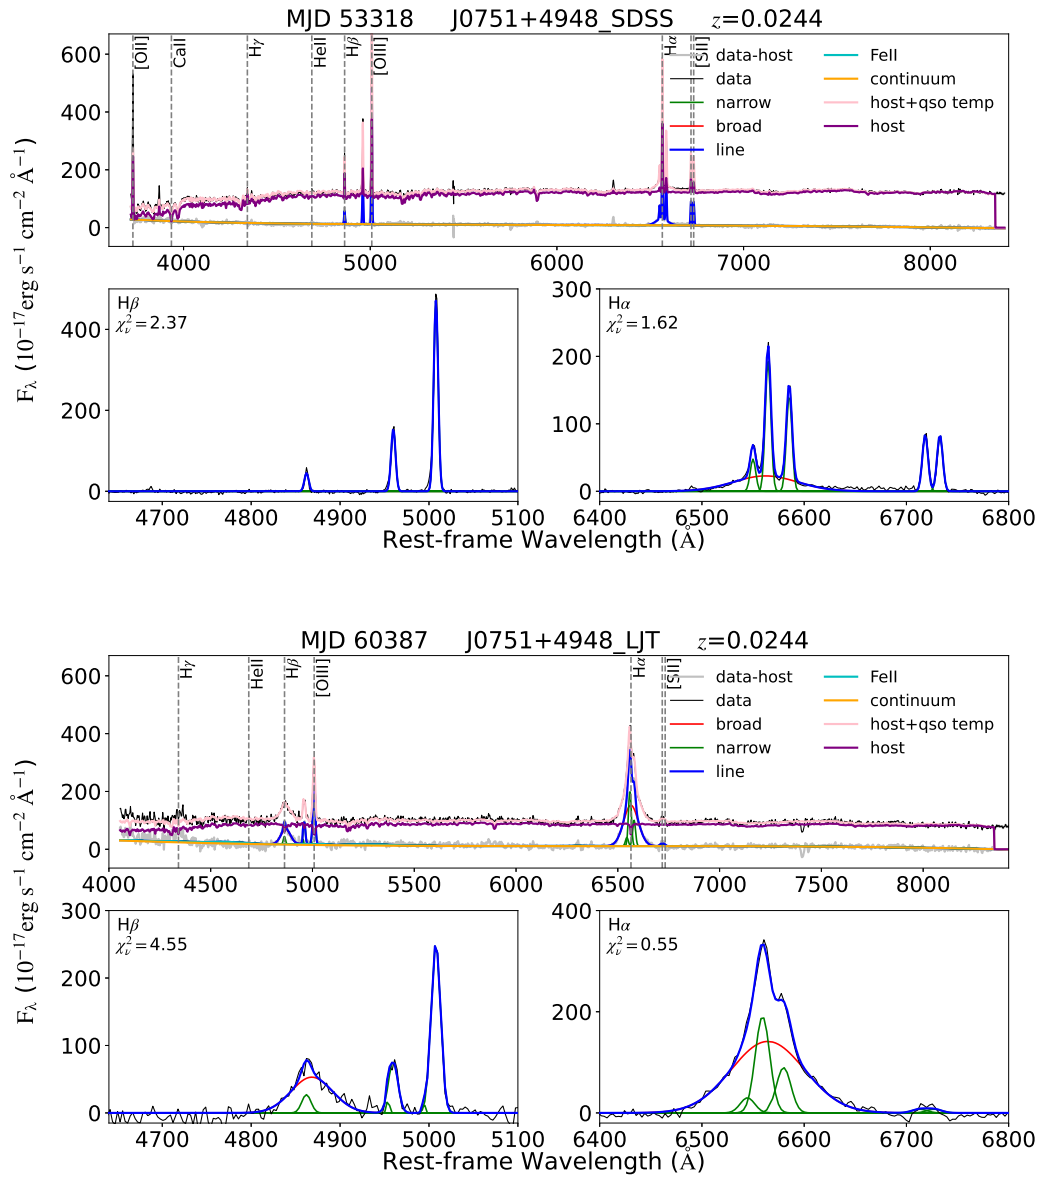 MJD 53318 J0751+4948_SDSS z=0.0244
[OII] CaII Hγ HeII Hβ [OIII] Hα [SII]
data-host FeII
data continuum
narrow host+qso temp
broad host
line
600
400
200
0
4000 5000 6000 7000 8000
Hβ
χ²ᵥ=2.37
400
200
0
4700 4800 4900 5000 5100
Hα
χ²ᵥ=1.62
300
200
100
0
6400 6500 6600 6700 6800
Fλ (10⁻¹⁷erg s⁻¹ cm⁻² Å⁻¹)
Rest-frame Wavelength (Å)
MJD 60387 J0751+4948_LJT z=0.0244
Hγ HeII Hβ [OIII] Hα [SII]
data-host FeII
data continuum
broad host+qso temp
narrow host
line
600
400
200
0
4000 4500 5000 5500 6000 6500 7000 7500 8000
Hβ
χ²ᵥ=4.55
300
200
100
0
4700 4800 4900 5000 5100
Hα
χ²ᵥ=0.55
400
200
0
6400 6500 6600 6700 6800
Fλ (10⁻¹⁷erg s⁻¹ cm⁻² Å⁻¹)
Rest-frame Wavelength (Å)